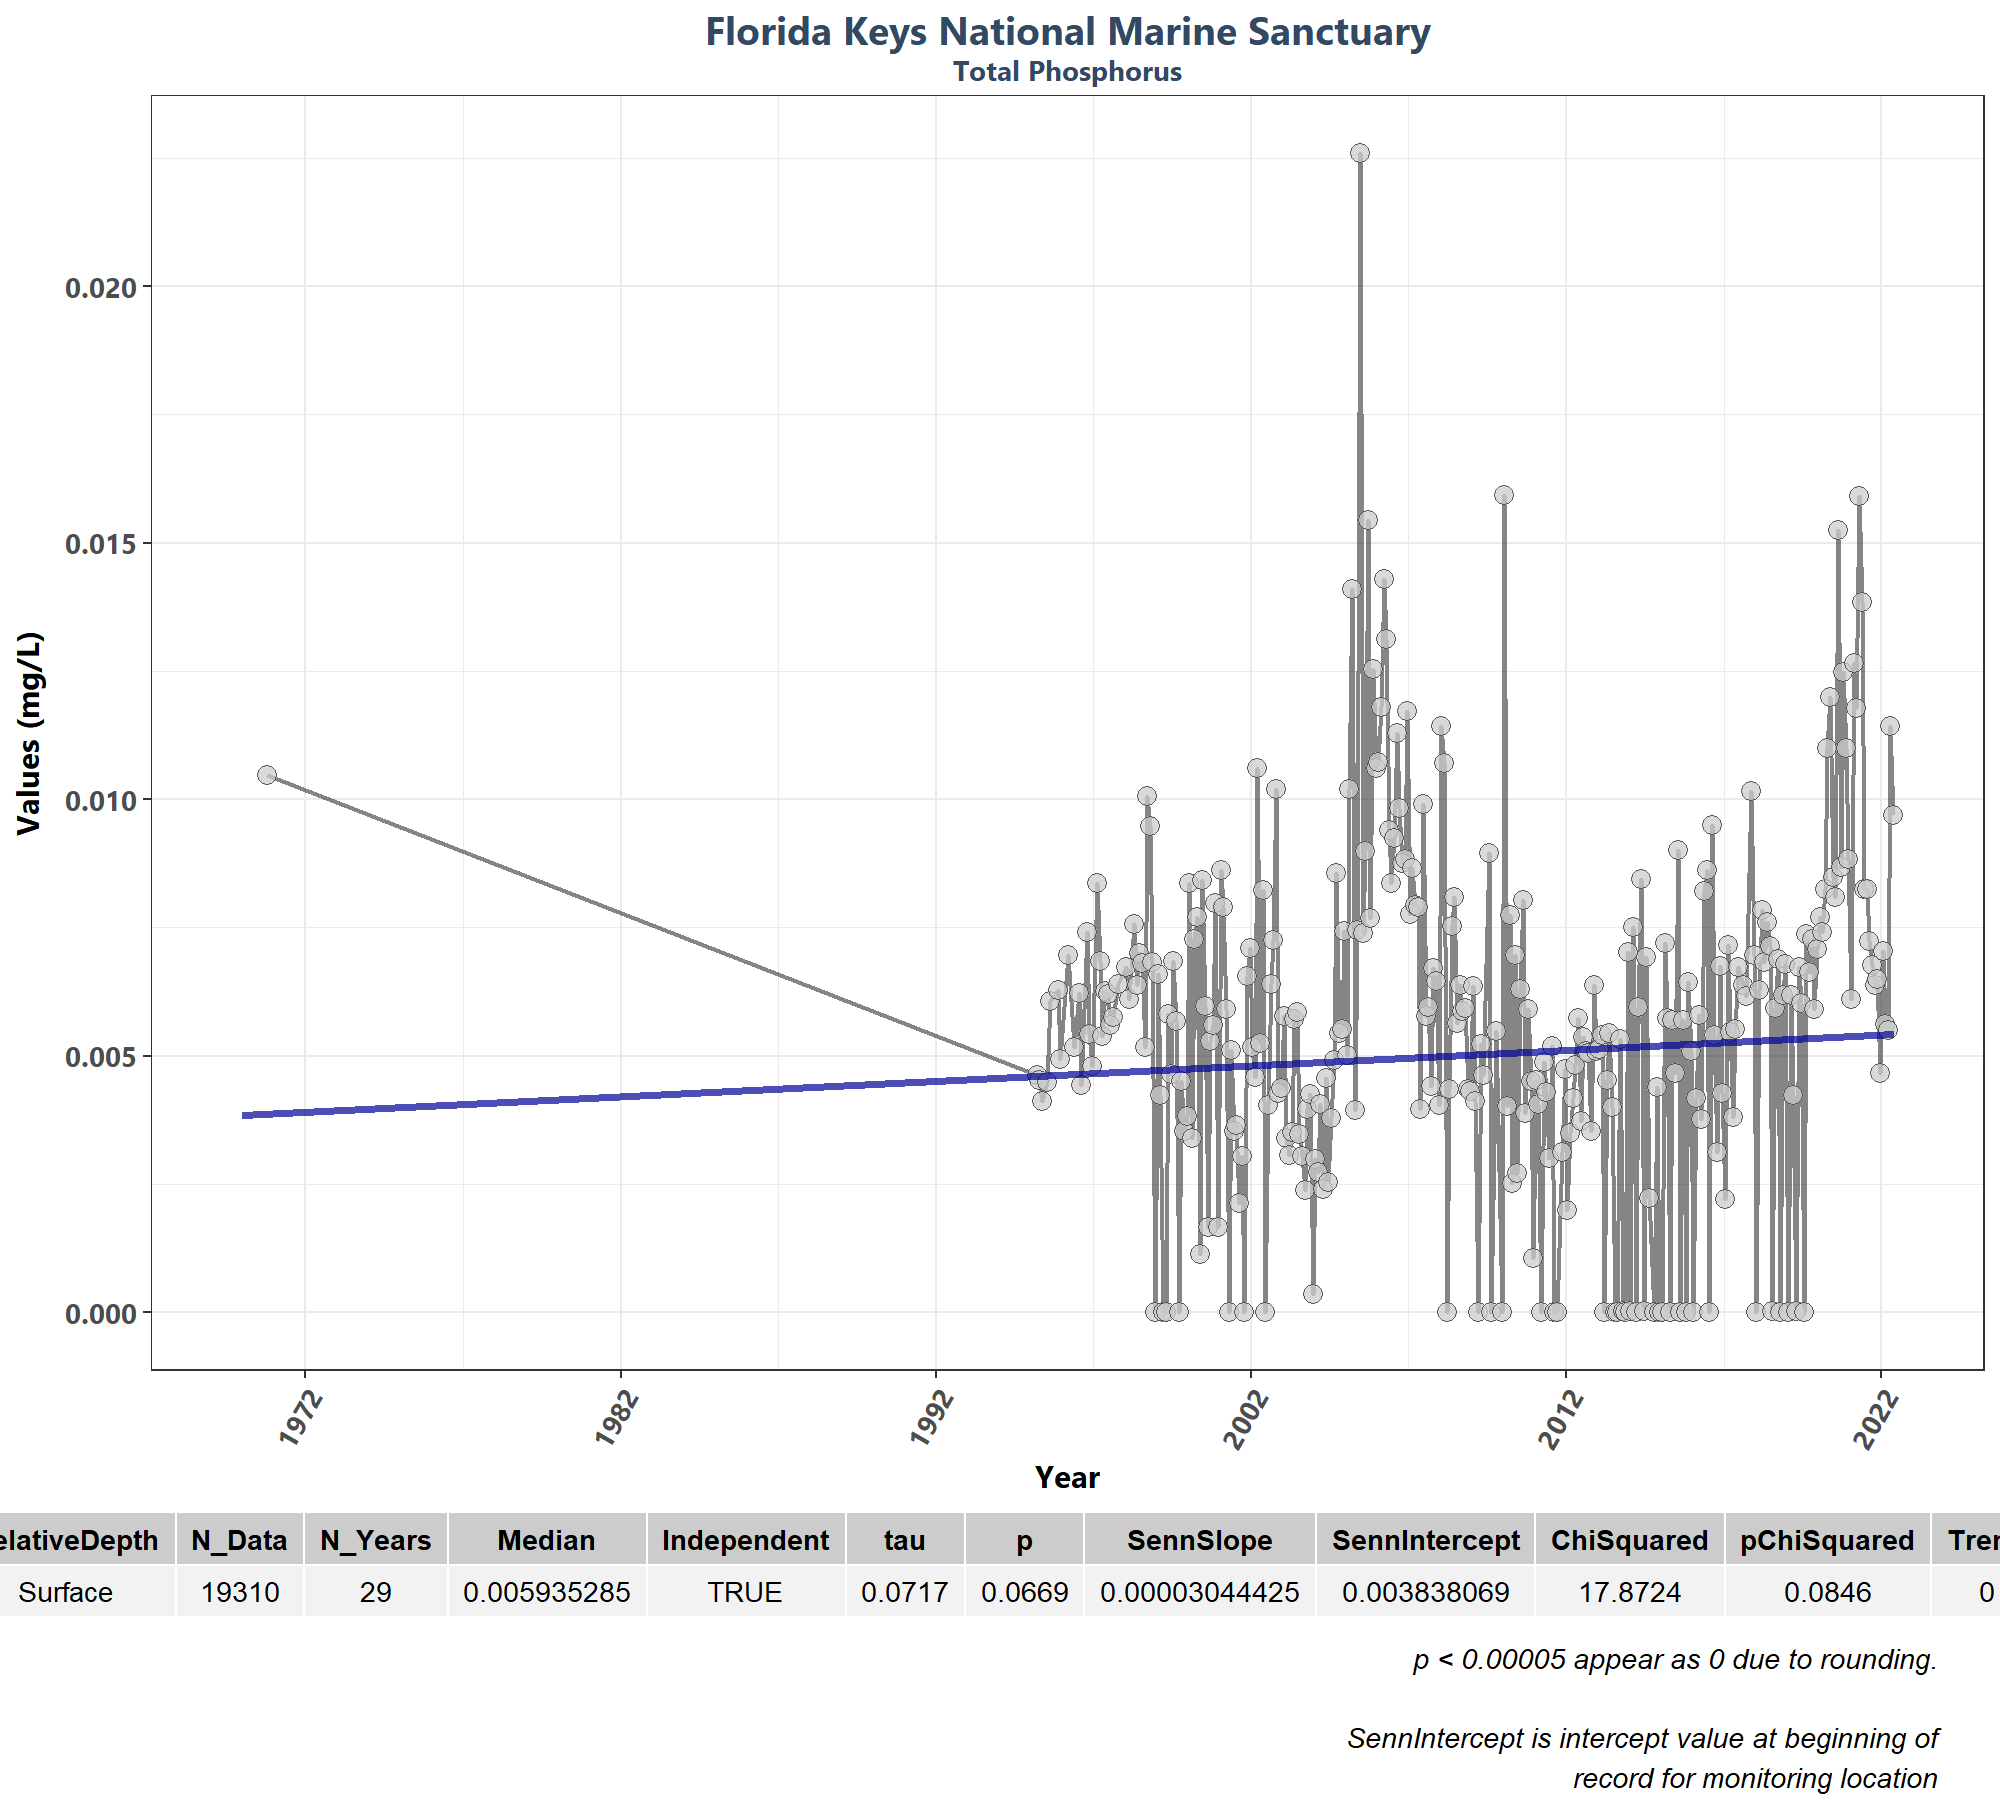 Florida Keys National Marine Sanctuary
Total Phosphorus
Values (mg/L)
0.020
0.015
0.010
0.005
0.000
1972 1982 1992 2002 2012 2022
Year
elativeDepth N_Data N_Years Median Independent tau p SennSlope SennIntercept ChiSquared pChiSquared Tren
Surface 19310 29 0.005935285 TRUE 0.0717 0.0669 0.00003044425 0.003838069 17.8724 0.0846 0
p < 0.00005 appear as 0 due to rounding.
SennIntercept is intercept value at beginning of
record for monitoring location